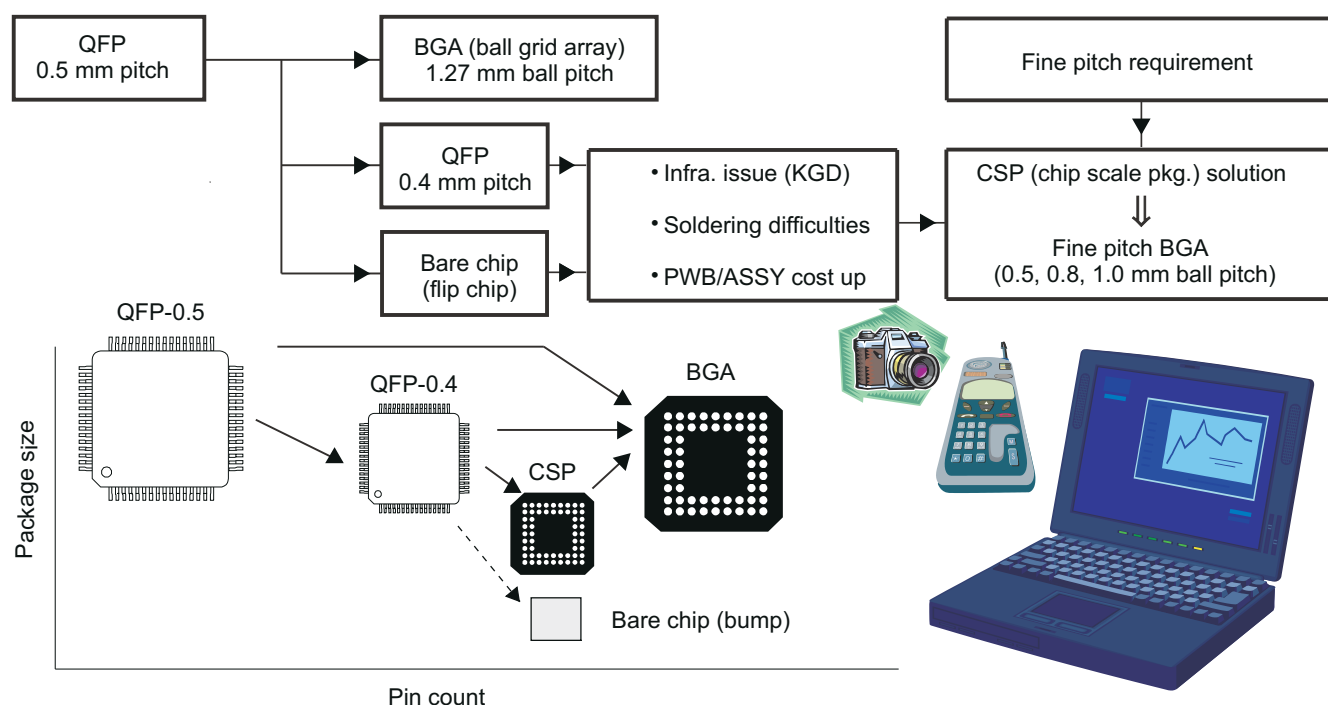 QFP
0.5 mm pitch
BGA (ball grid array)
1.27 mm ball pitch
Fine pitch requirement
QFP
0.4 mm pitch
• Infra. issue (KGD)
• Soldering difficulties
• PWB/ASSY cost up
CSP (chip scale pkg.) solution
⇓
Fine pitch BGA
(0.5, 0.8, 1.0 mm ball pitch)
Bare chip
(flip chip)
QFP-0.5
QFP-0.4
CSP
BGA
Bare chip (bump)
Package size
Pin count